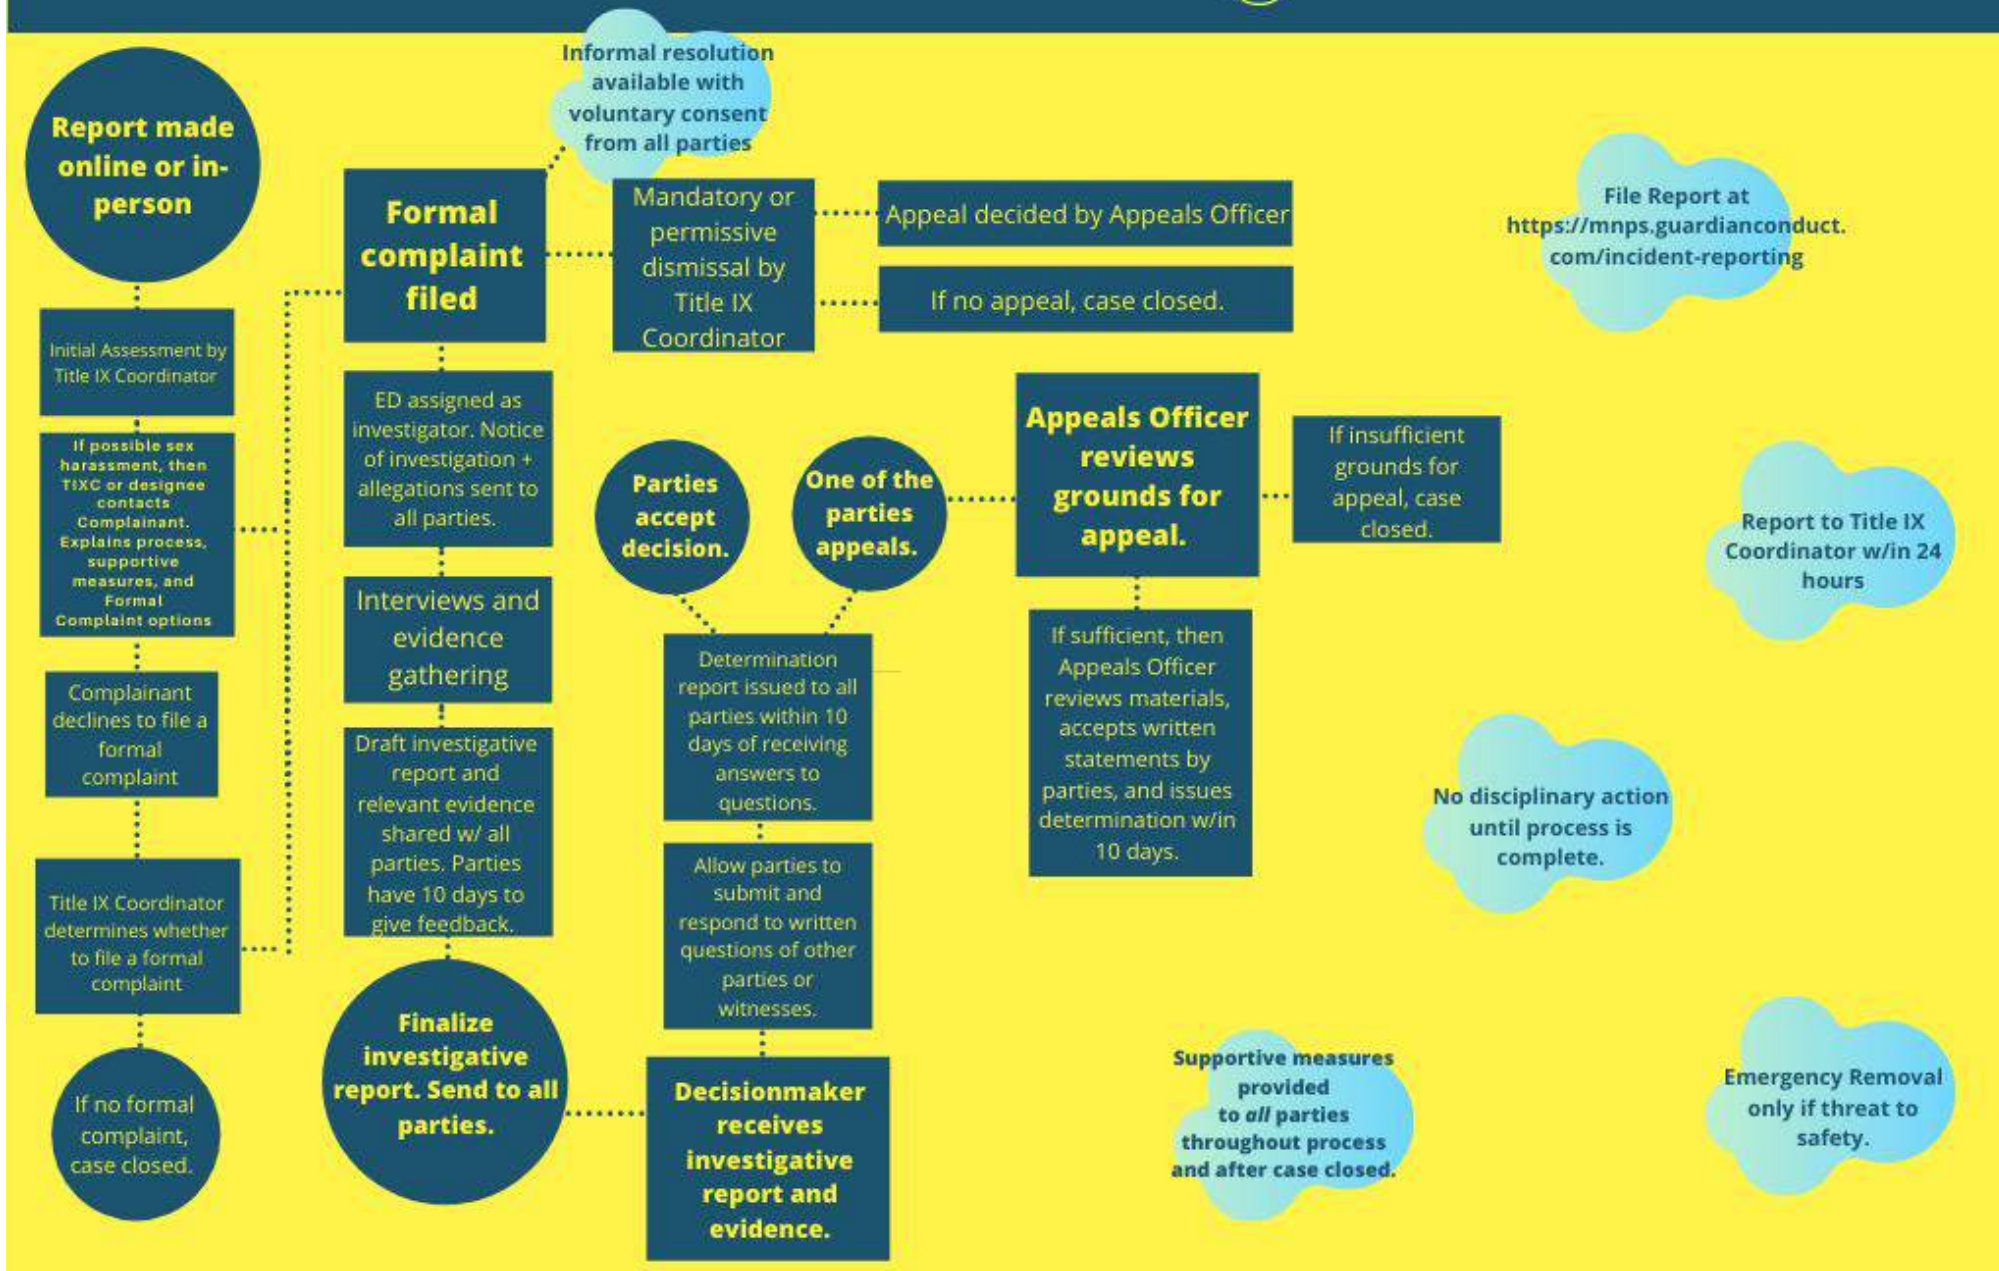 Report made
online or in-
person
Initial Assessment by
Title IX Coordinator
If possible sex
harassment, then
TIXC or designee
contacts
Complainant.
Explains process,
supportive
measures, and
Formal
Complaint options
Complainant
declines to file a
formal
complaint
Title IX Coordinator
determines whether
to file a formal
complaint
If no formal
complaint,
case closed.
Informal resolution
available with
voluntary consent
from all parties
Formal
complaint
filed
Mandatory or
permissive
dismissal by
Title IX
Coordinator
Appeal decided by Appeals Officer
If no appeal, case closed.
ED assigned as
investigator. Notice
of investigation +
allegations sent to
all parties.
Interviews and
evidence
gathering
Draft investigative
report and
relevant evidence
shared w/ all
parties. Parties
have 10 days to
give feedback.
Finalize
investigative
report. Send to all
parties.
Decisionmaker
receives
investigative
report and
evidence.
Allow parties to
submit and
respond to written
questions of other
parties or
witnesses.
Determination
report issued to all
parties within 10
days of receiving
answers to
questions.
Parties
accept
decision.
One of the
parties
appeals.
Appeals Officer
reviews
grounds for
appeal.
If insufficient
grounds for
appeal, case
closed.
If sufficient, then
Appeals Officer
reviews materials,
accepts written
statements by
parties, and issues
determination w/in
10 days.
File Report at
https://mnps.guardianconduct.
com/incident-reporting
Report to Title IX
Coordinator w/in 24
hours
No disciplinary action
until process is
complete.
Supportive measures
provided
to all parties
throughout process
and after case closed.
Emergency Removal
only if threat to
safety.